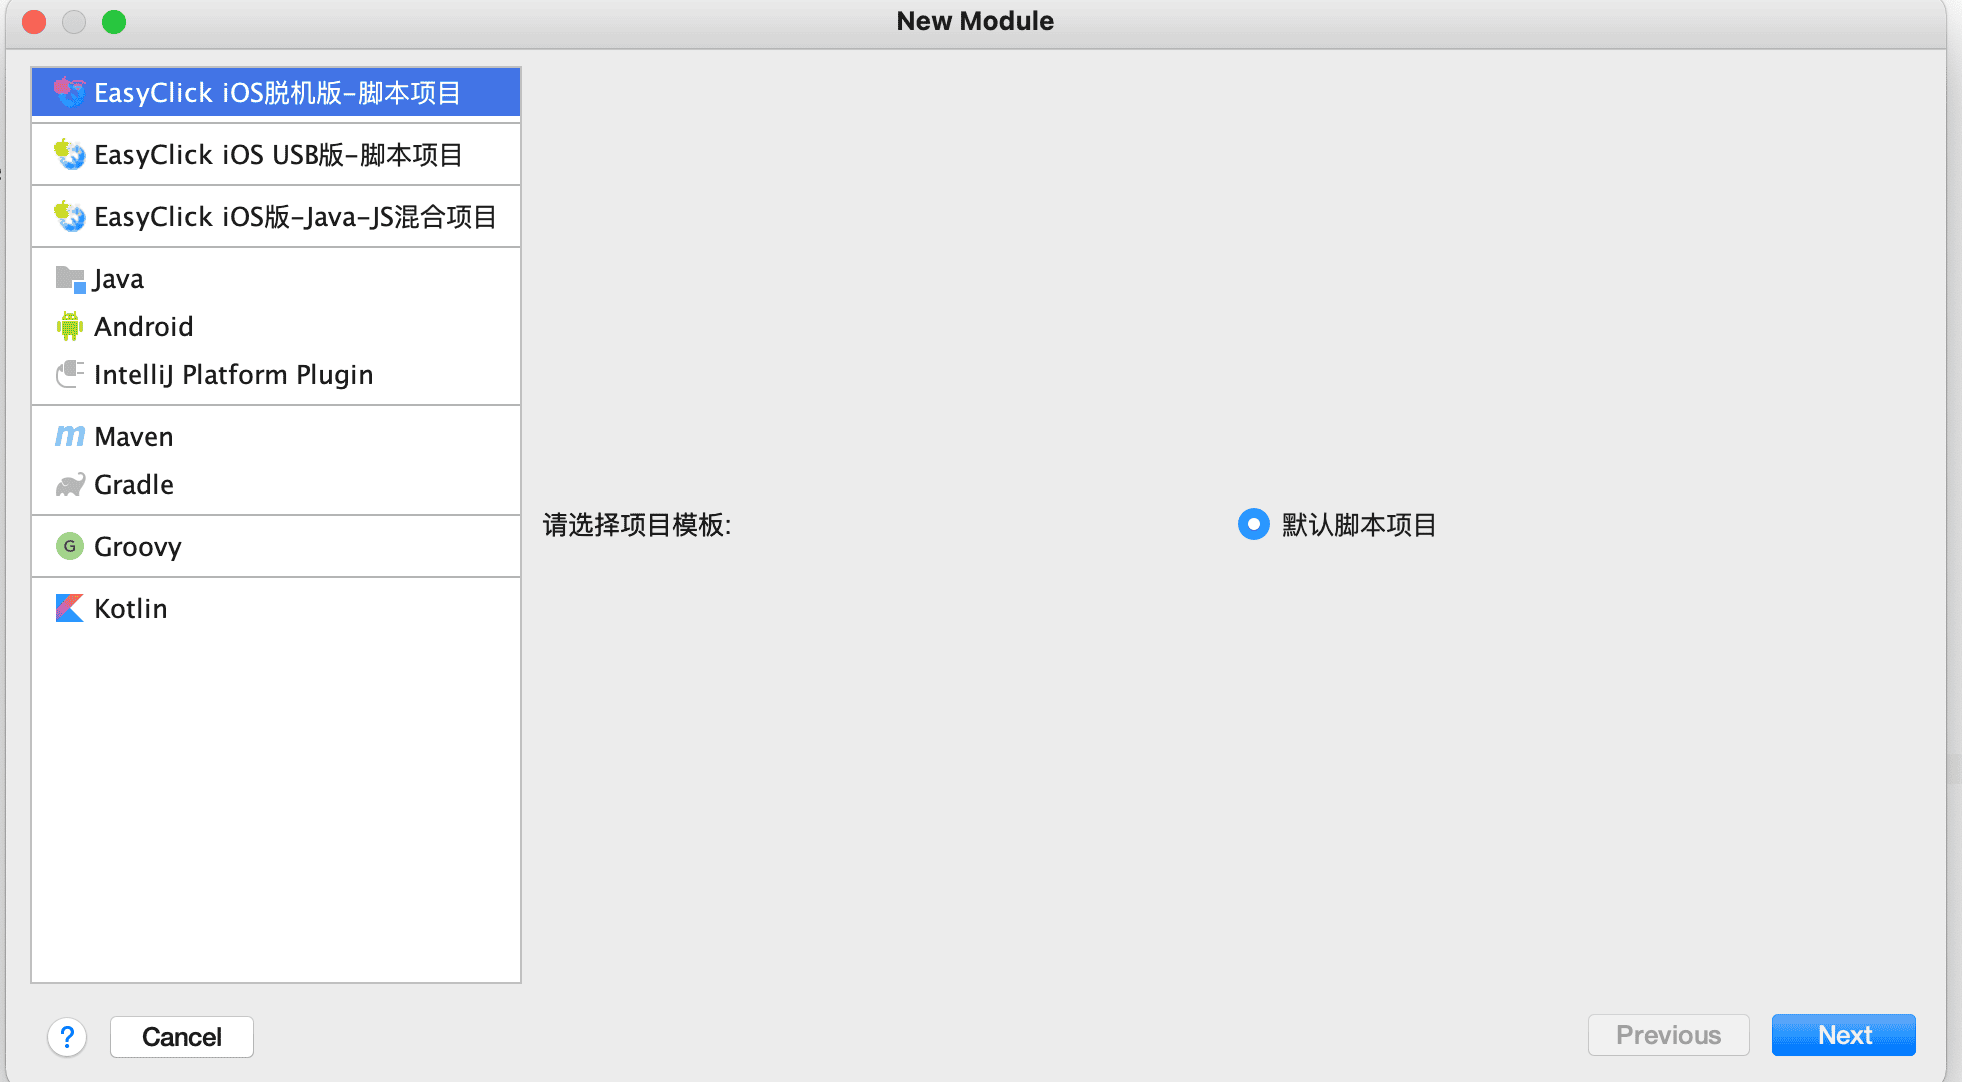 New Module
EasyClick iOS脱机版-脚本项目
EasyClick iOS USB版-脚本项目
EasyClick iOS版-Java-JS混合项目
Java
Android
IntelliJ Platform Plugin
Maven
Gradle
G Groovy
Kotlin
请选择项目模板:
默认脚本项目
?
Cancel
Previous
Next